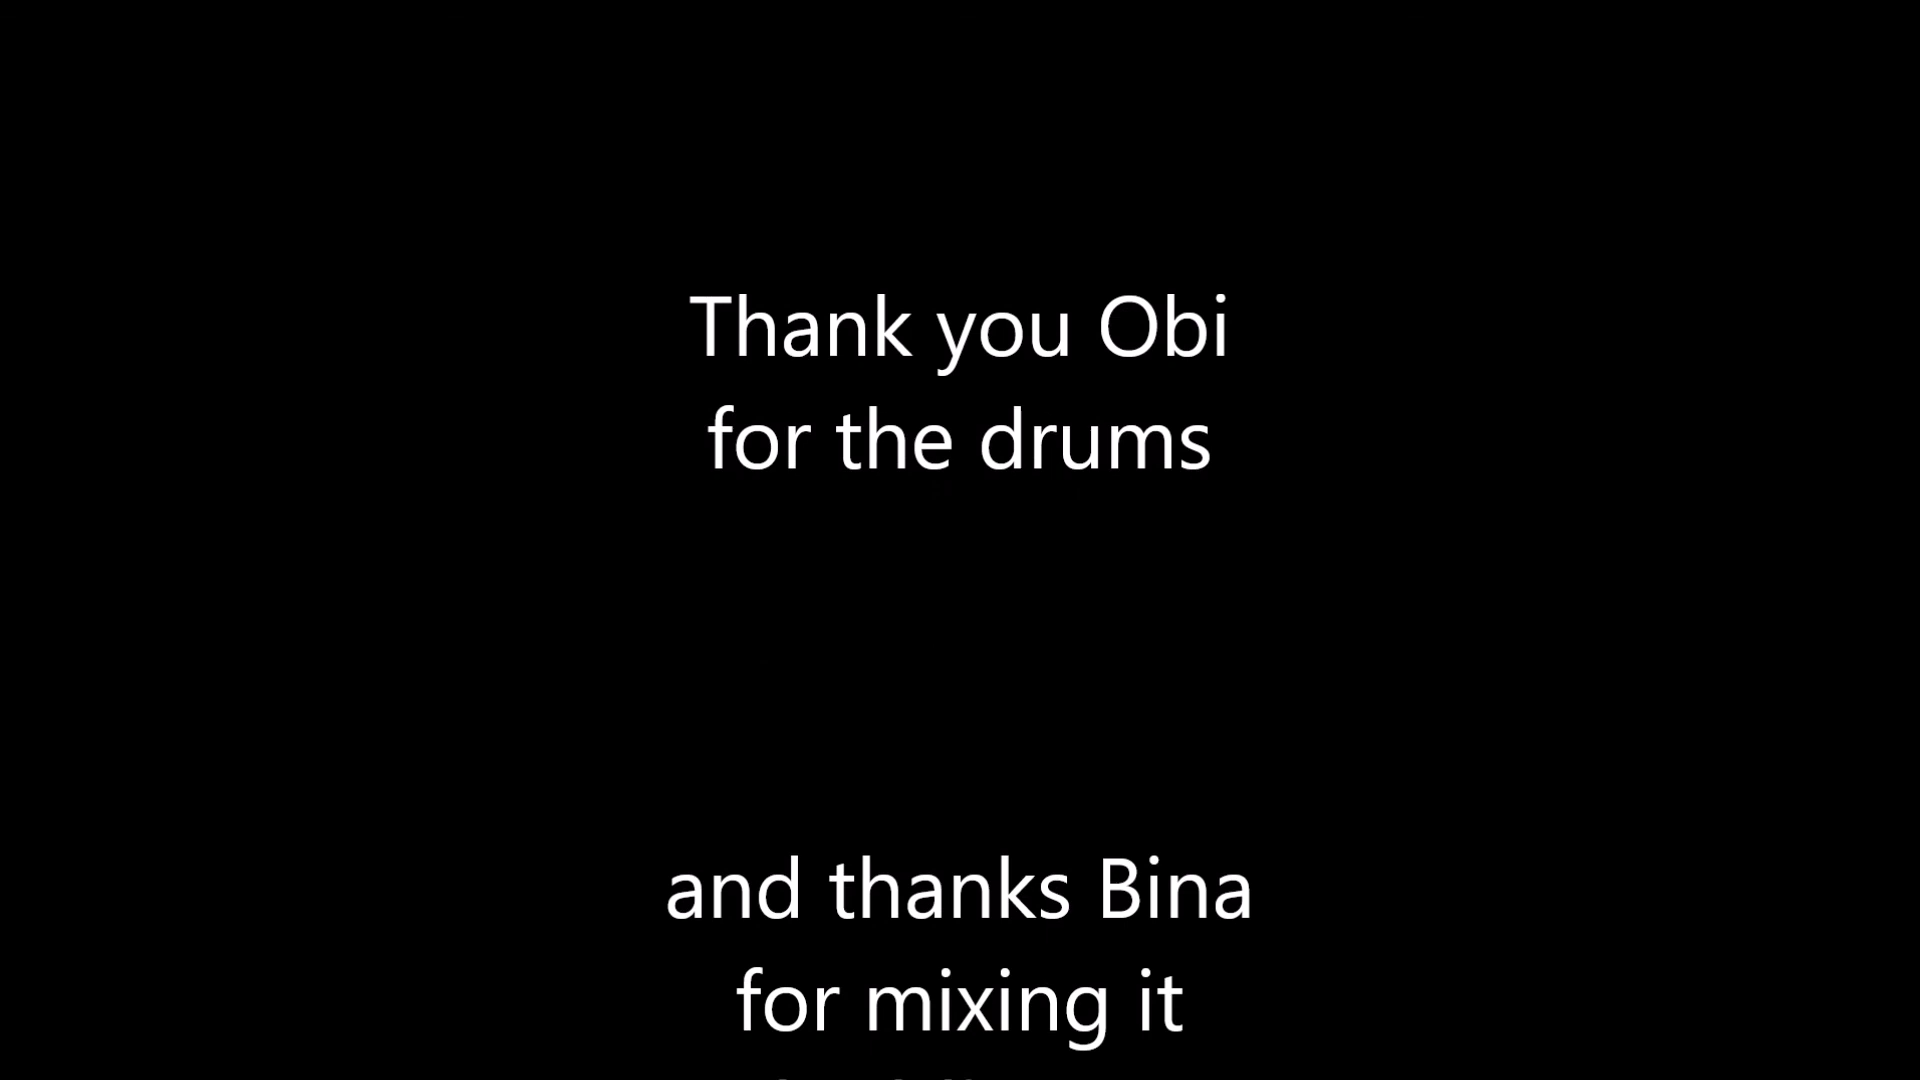 Thank you Obi
for the drums
and thanks Bina
for mixing it